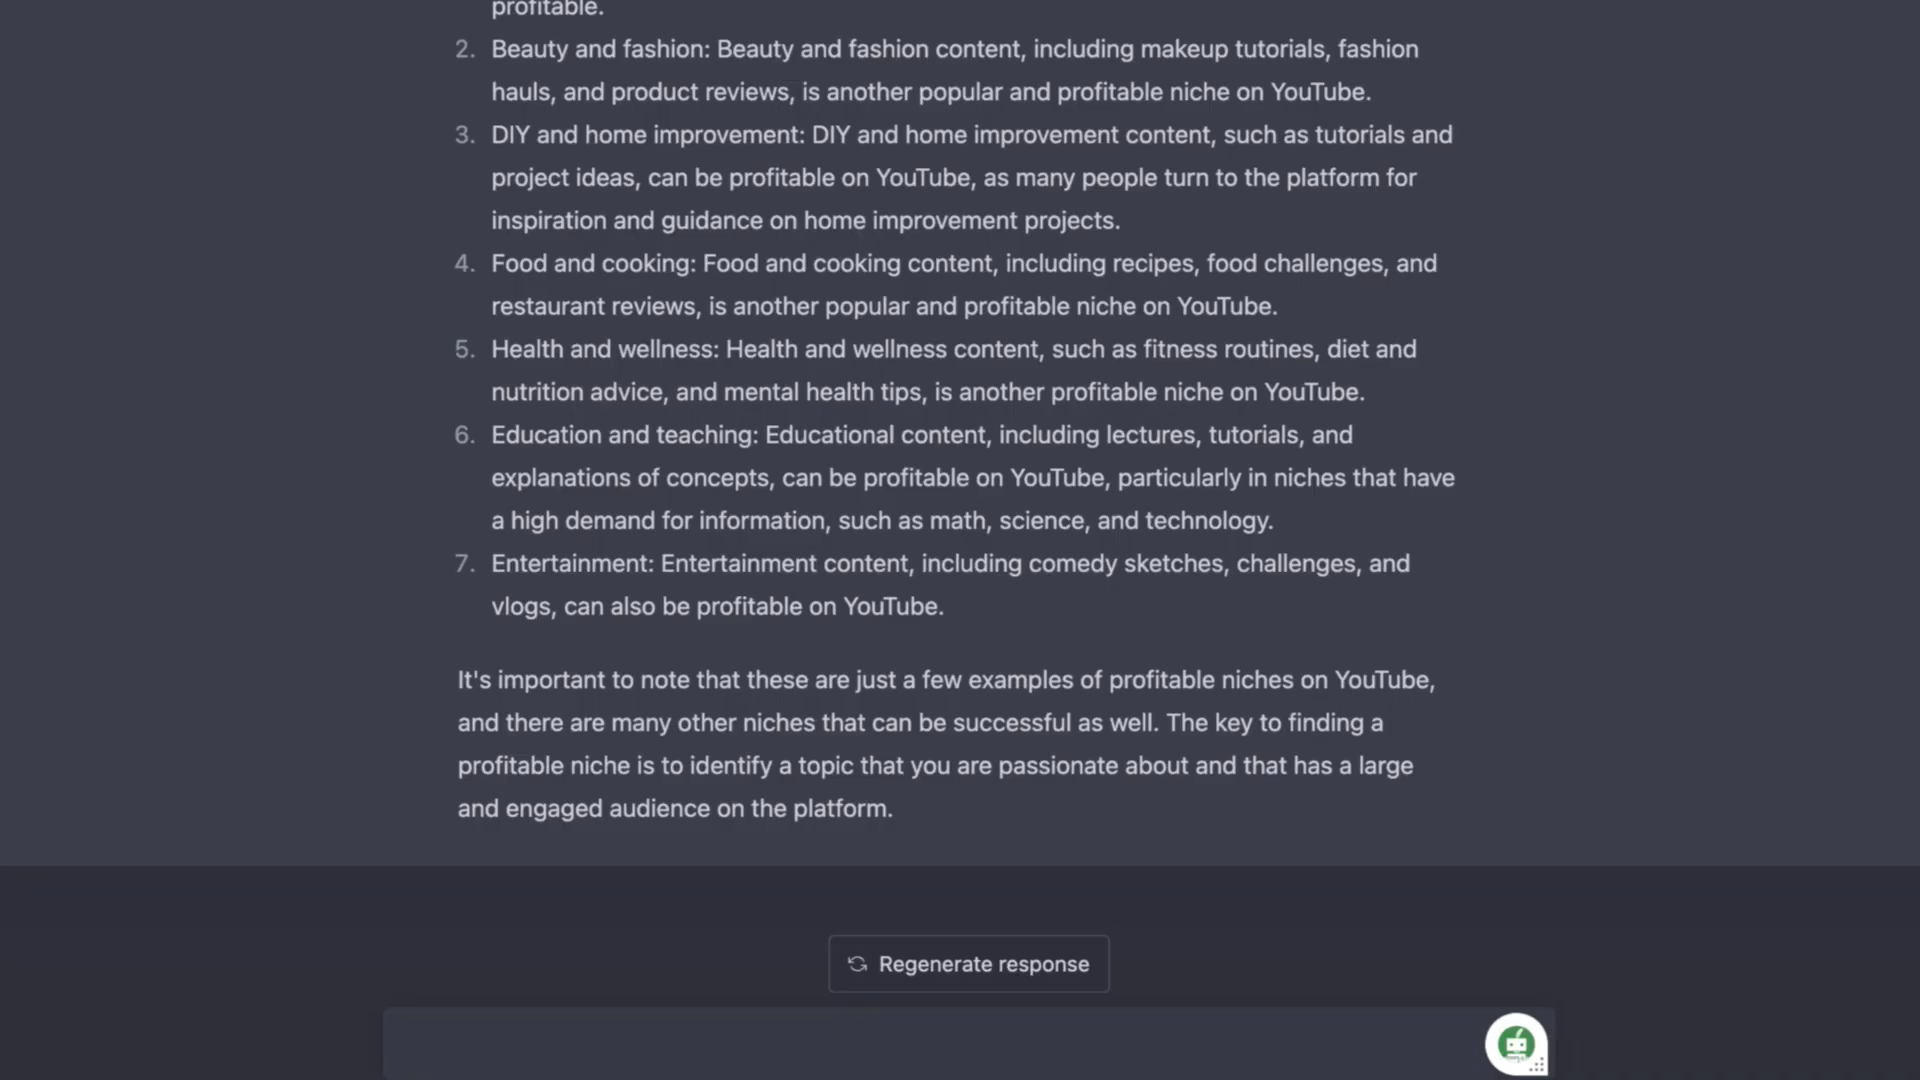 profitable.
2. Beauty and fashion: Beauty and fashion content, including makeup tutorials, fashion
hauls, and product reviews, is another popular and profitable niche on YouTube.
3. DIY and home improvement: DIY and home improvement content, such as tutorials and
project ideas, can be profitable on YouTube, as many people turn to the platform for
inspiration and guidance on home improvement projects.
4. Food and cooking: Food and cooking content, including recipes, food challenges, and
restaurant reviews, is another popular and profitable niche on YouTube.
5. Health and wellness: Health and wellness content, such as fitness routines, diet and
nutrition advice, and mental health tips, is another profitable niche on YouTube.
6. Education and teaching: Educational content, including lectures, tutorials, and
explanations of concepts, can be profitable on YouTube, particularly in niches that have
a high demand for information, such as math, science, and technology.
7. Entertainment: Entertainment content, including comedy sketches, challenges, and
vlogs, can also be profitable on YouTube.
It's important to note that these are just a few examples of profitable niches on YouTube,
and there are many other niches that can be successful as well. The key to finding a
profitable niche is to identify a topic that you are passionate about and that has a large
and engaged audience on the platform.
Regenerate response